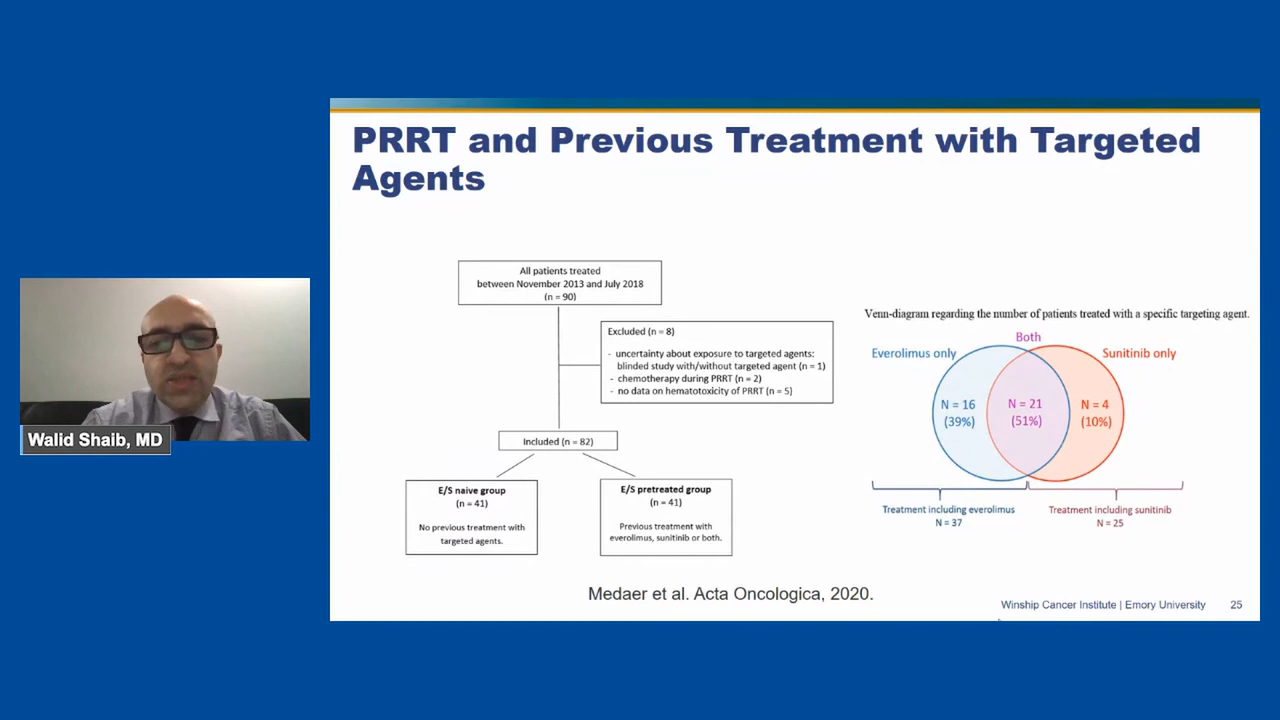 PRRT and Previous Treatment with Targeted
Agents
All patients treated
between November 2013 and July 2018
(n = 90)
Excluded (n = 8)
- uncertainty about exposure to targeted agents:
blinded study with/without targeted agent (n = 1)
- chemotherapy during PRRT (n = 2)
- no data on hematotoxicity of PRRT (n = 5)
Included (n = 82)
E/S naive group
(n = 41)
No previous treatment with
targeted agents.
E/S pretreated group
(n = 41)
Previous treatment with
everolimus, sunitinib or both.
Venn-diagram regarding the number of patients treated with a specific targeting agent.
Both
Everolimus only
Sunitinib only
N = 16
(39%)
N = 21
(51%)
N = 4
(10%)
Treatment including everolimus
N = 37
Treatment including sunitinib
N = 25
Medaer et al. Acta Oncologica, 2020.
Winship Cancer Institute | Emory University 25
Walid Shaib, MD